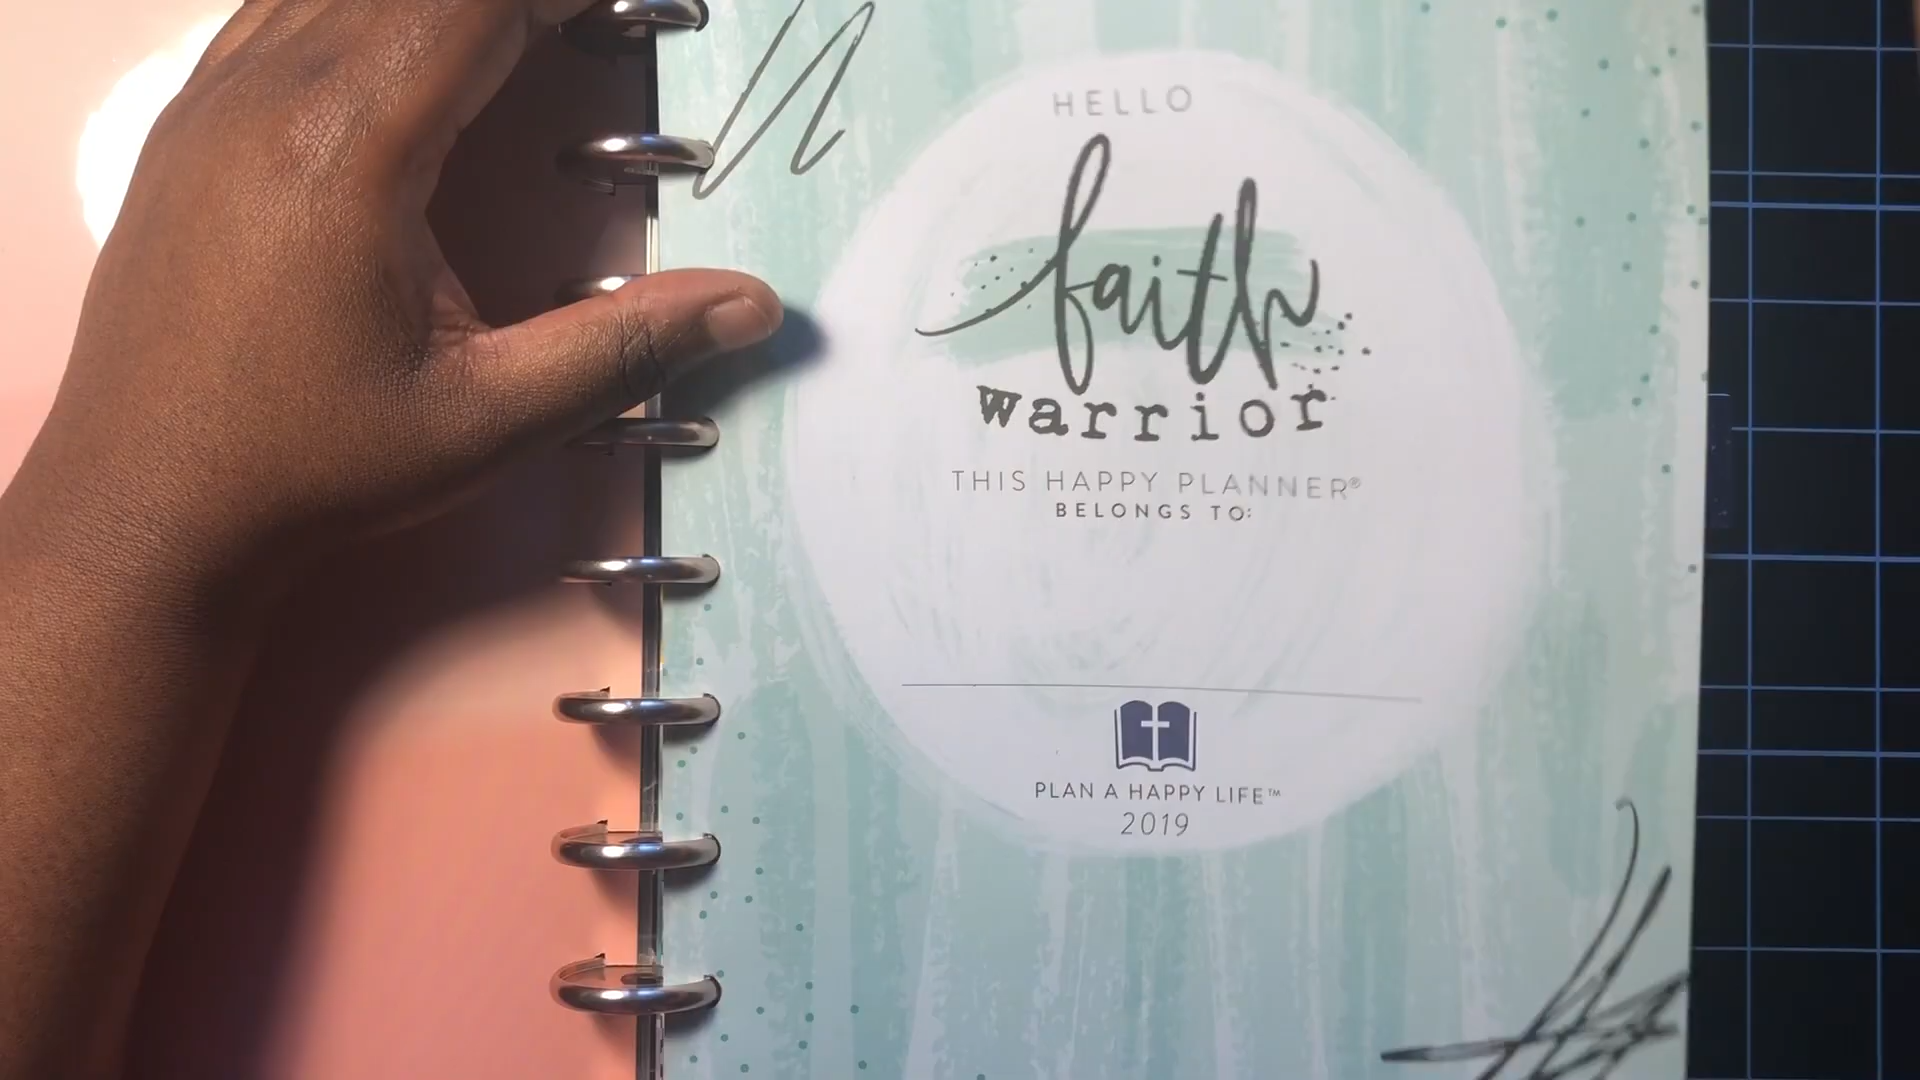 HELLO
faith
warrior
THIS HAPPY PLANNER®
BELONGS TO:
PLAN A HAPPY LIFE™
2019